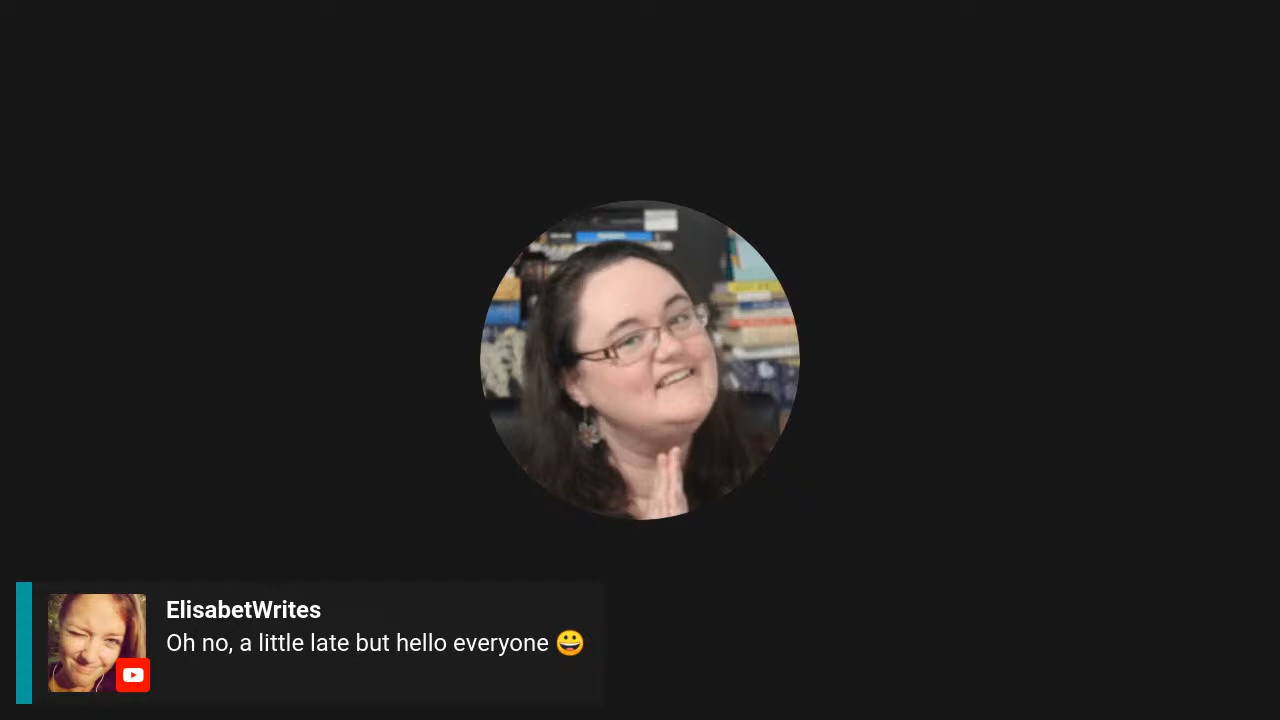 ElisabetWrites
Oh no, a little late but hello everyone 😀